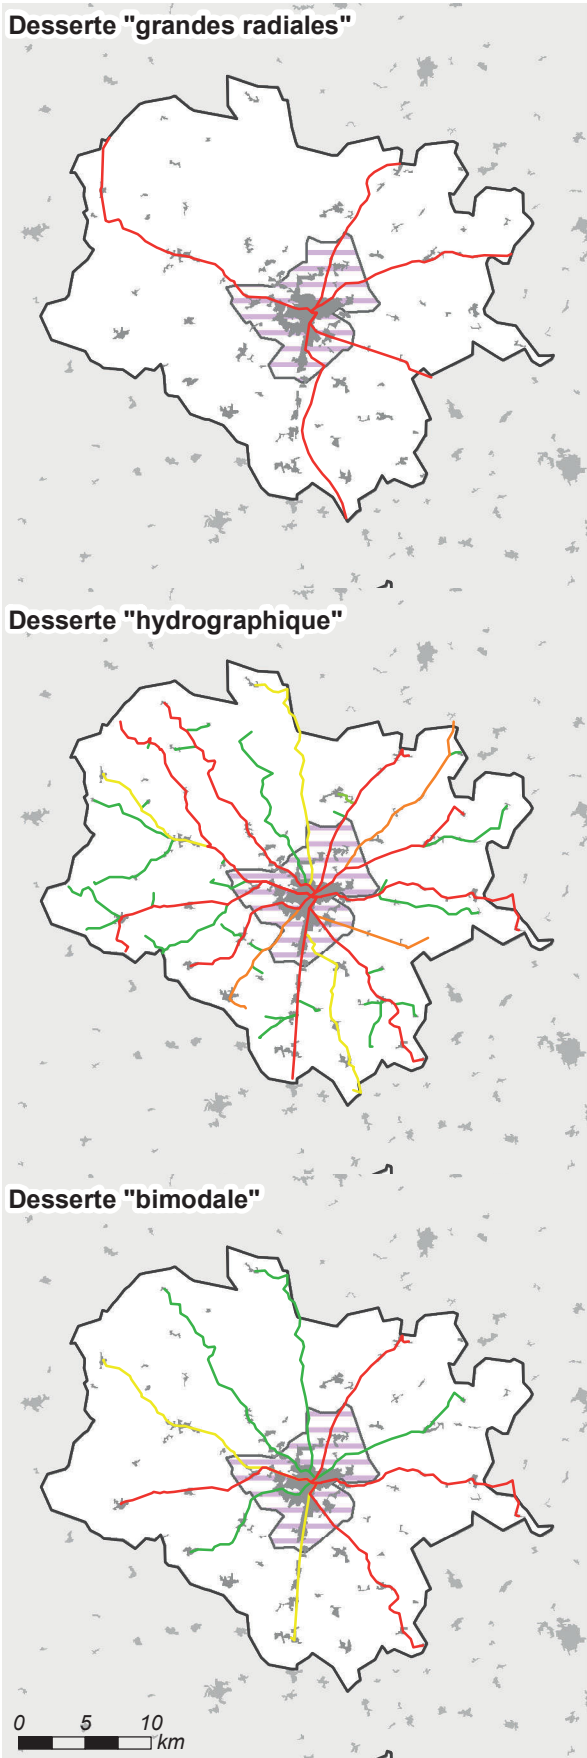 Desserte "grandes radiales"
Desserte "hydrographique"
Desserte "bimodale"
0 5 10
km